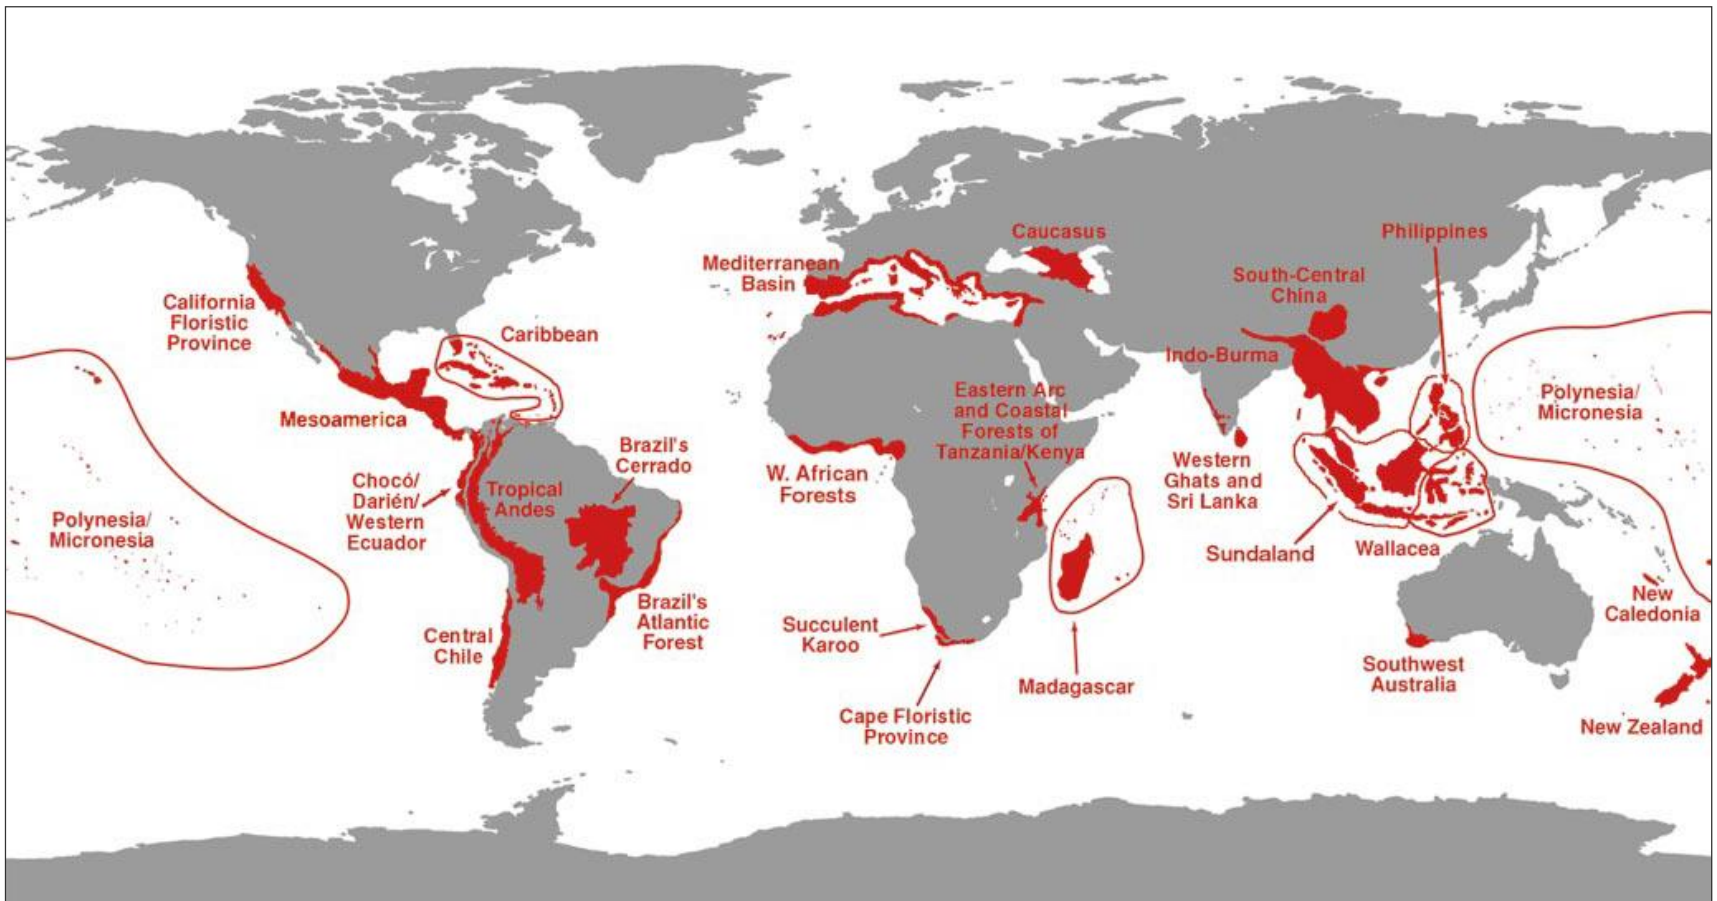 Caucasus
Philippines
Mediterranean
Basin
South-Central
China
California
Floristic
Province
Caribbean
Indo-Burma
Eastern Arc
and Coastal
Forests of
Tanzania/Kenya
Polynesia/
Micronesia
Mesoamerica
Brazil's
Cerrado
W. African
Forests
Western
Ghats and
Sri Lanka
Chocó/
Darién/
Western
Ecuador
Tropical
Andes
Polynesia/
Micronesia
Sundaland
Wallacea
New
Caledonia
Brazil's
Atlantic
Forest
Central
Chile
Succulent
Karoo
Madagascar
Southwest
Australia
Cape Floristic
Province
New Zealand